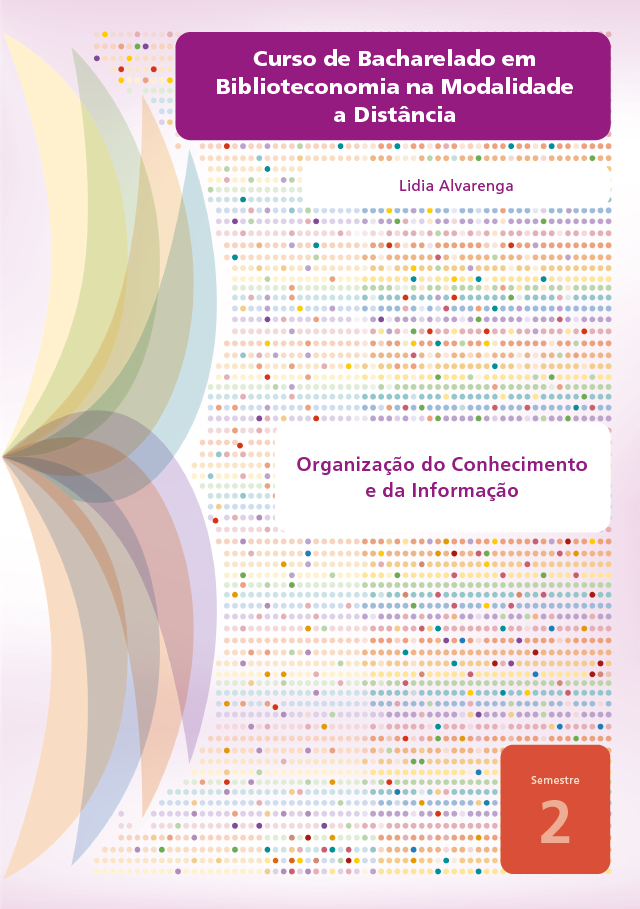 Curso de Bacharelado em
Biblioteconomia na Modalidade
a Distância
Lidia Alvarenga
Organização do Conhecimento
e da Informação
Semestre
2